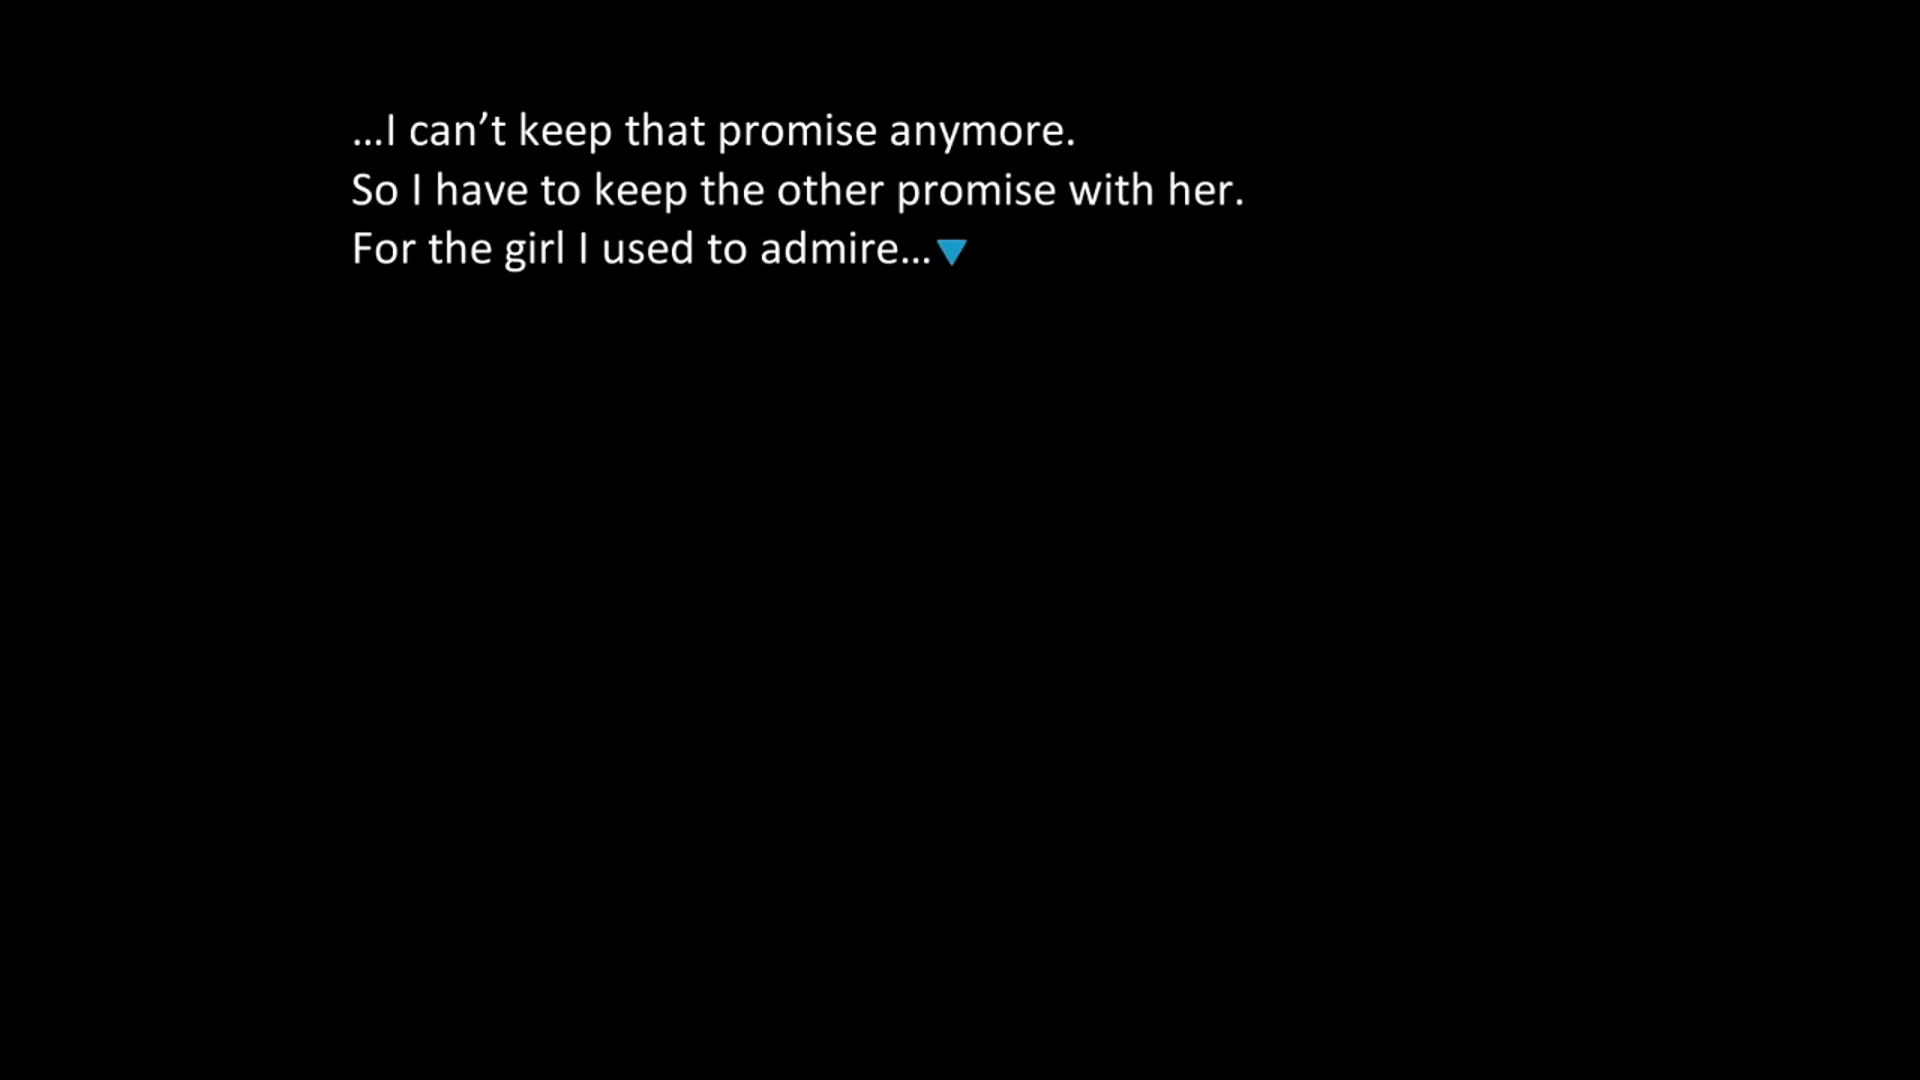 …I can’t keep that promise anymore.
So I have to keep the other promise with her.
For the girl I used to admire…